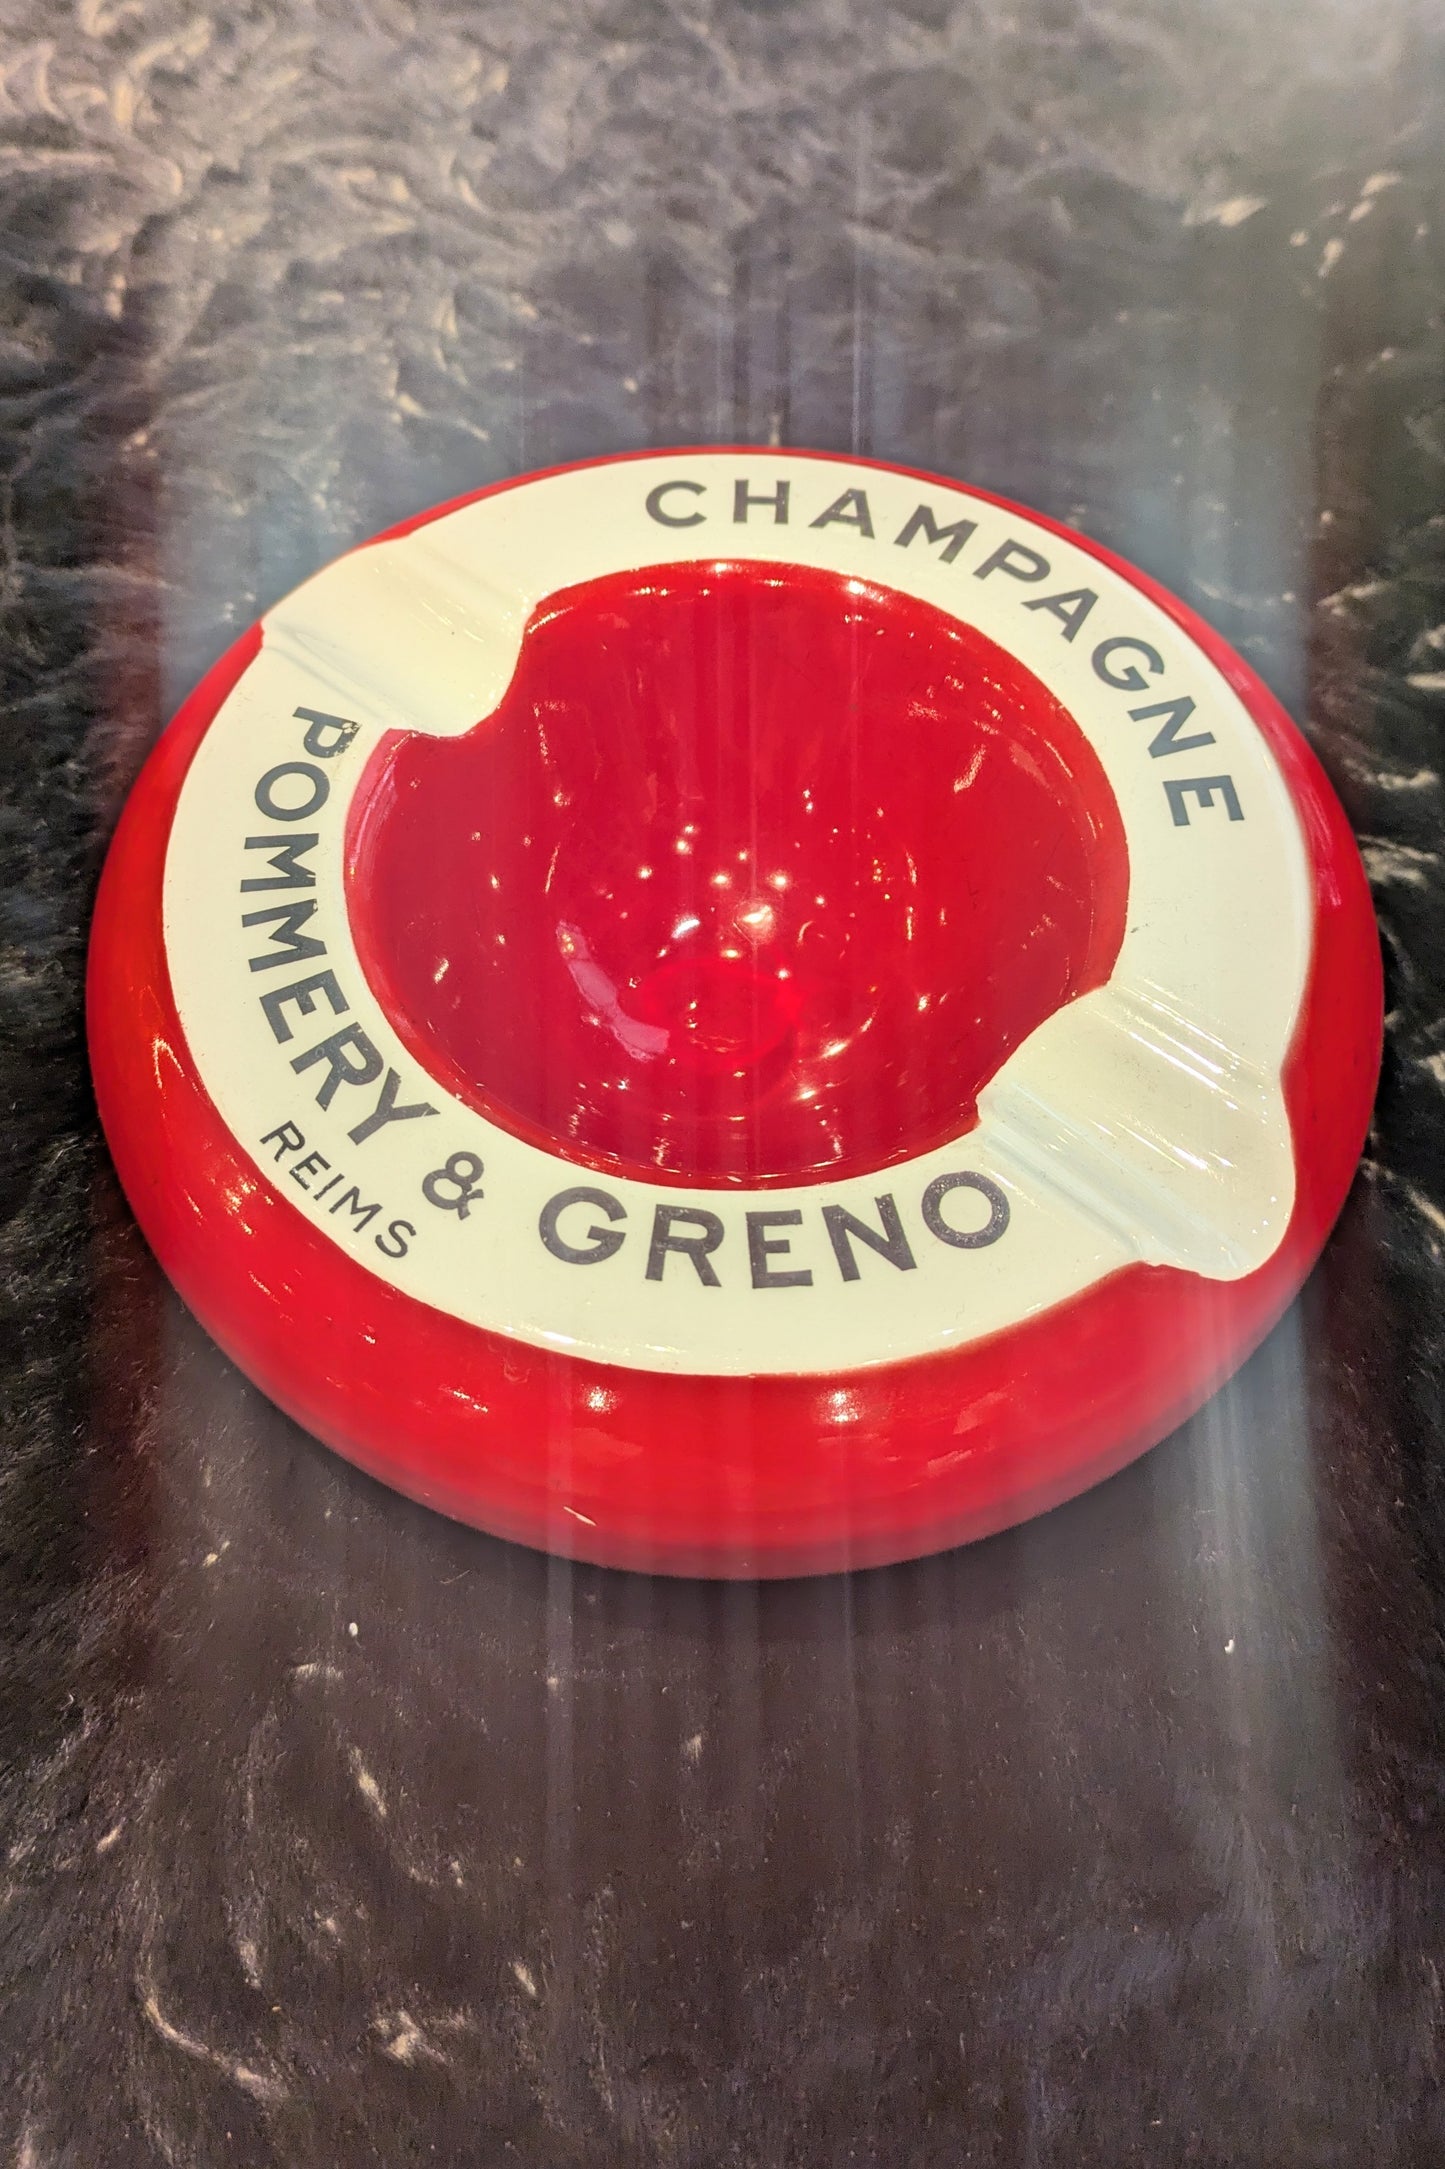 CHAMPAGNE
POMMERY & GRENO
REIMS